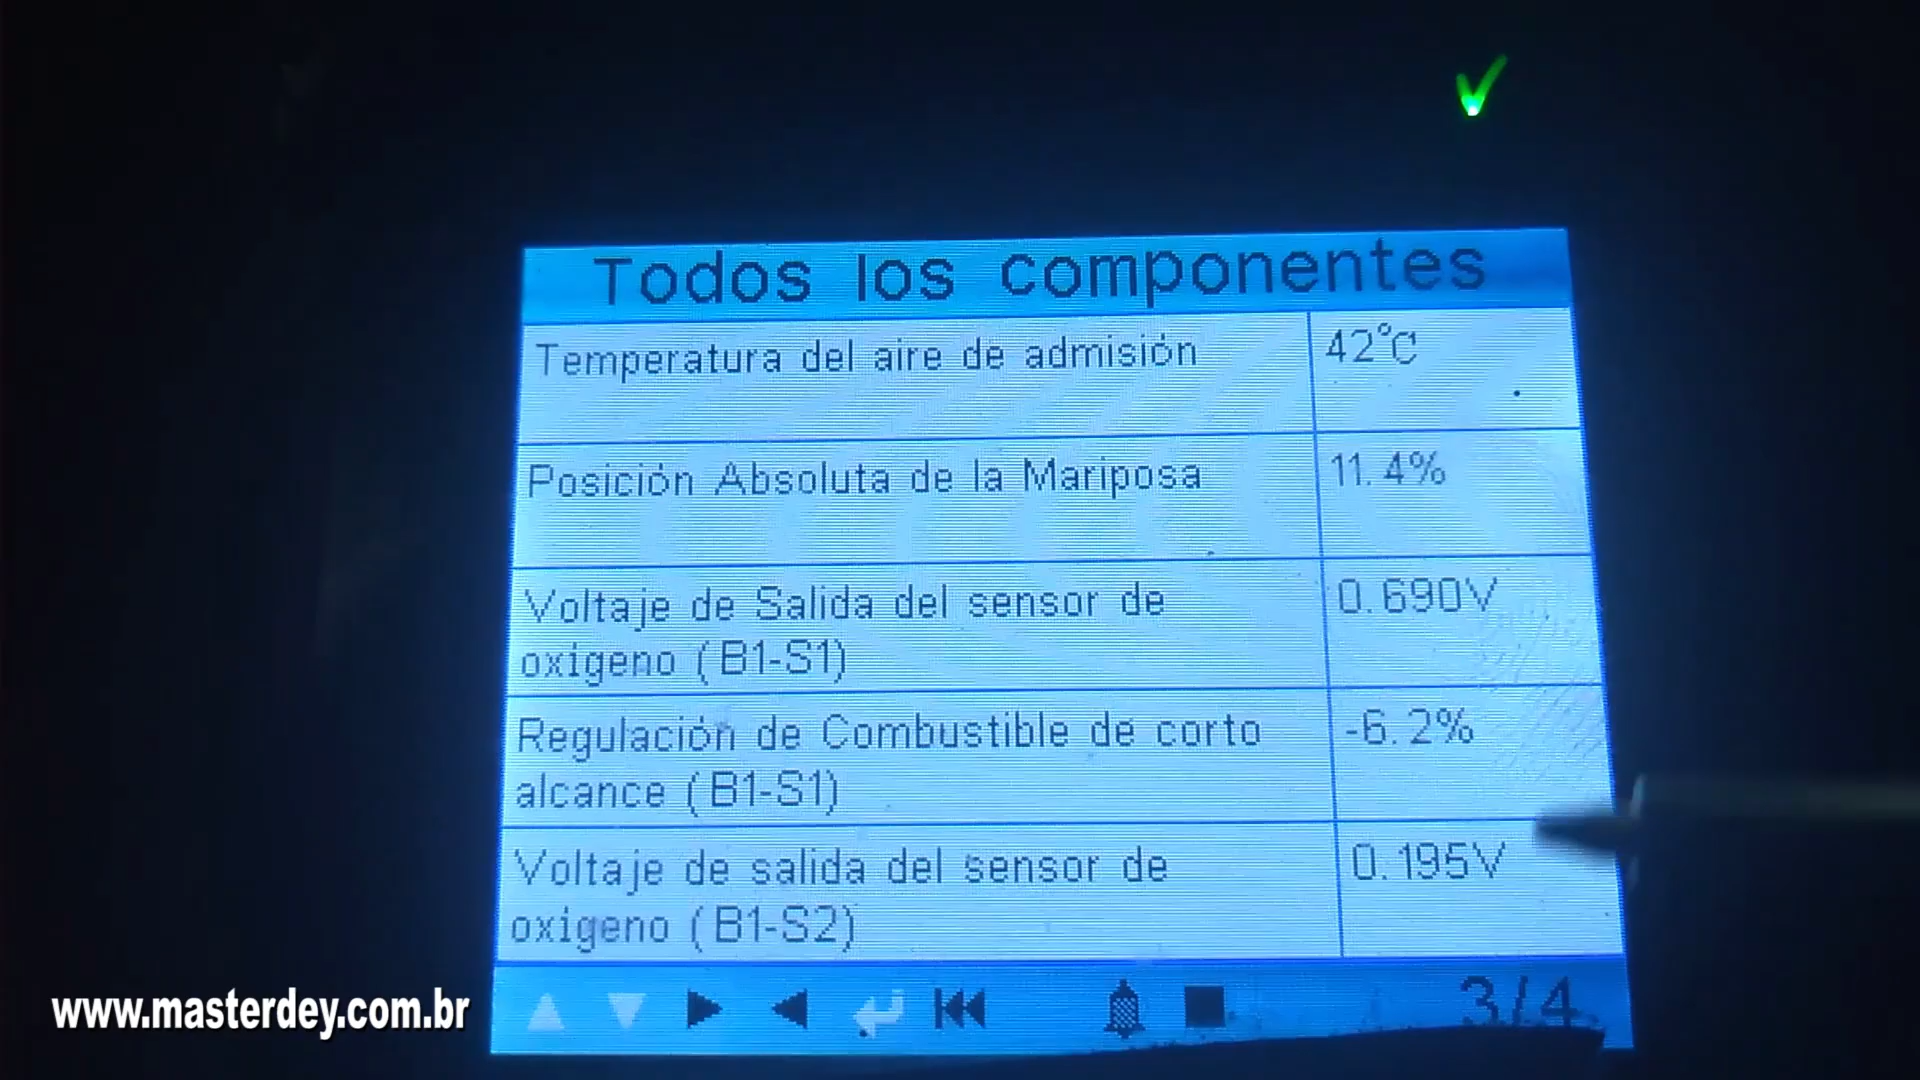 Todos los componentes
Temperatura del aire de admisión 42°C
Posición Absoluta de la Mariposa 11.4%
Voltaje de Salida del sensor de 0.690V
oxigeno (B1-S1)
Regulación de Combustible de corto -6.2%
alcance (B1-S1)
Voltaje de salida del sensor de 0.195V
oxigeno (B1-S2)
3/4
www.masterdey.com.br